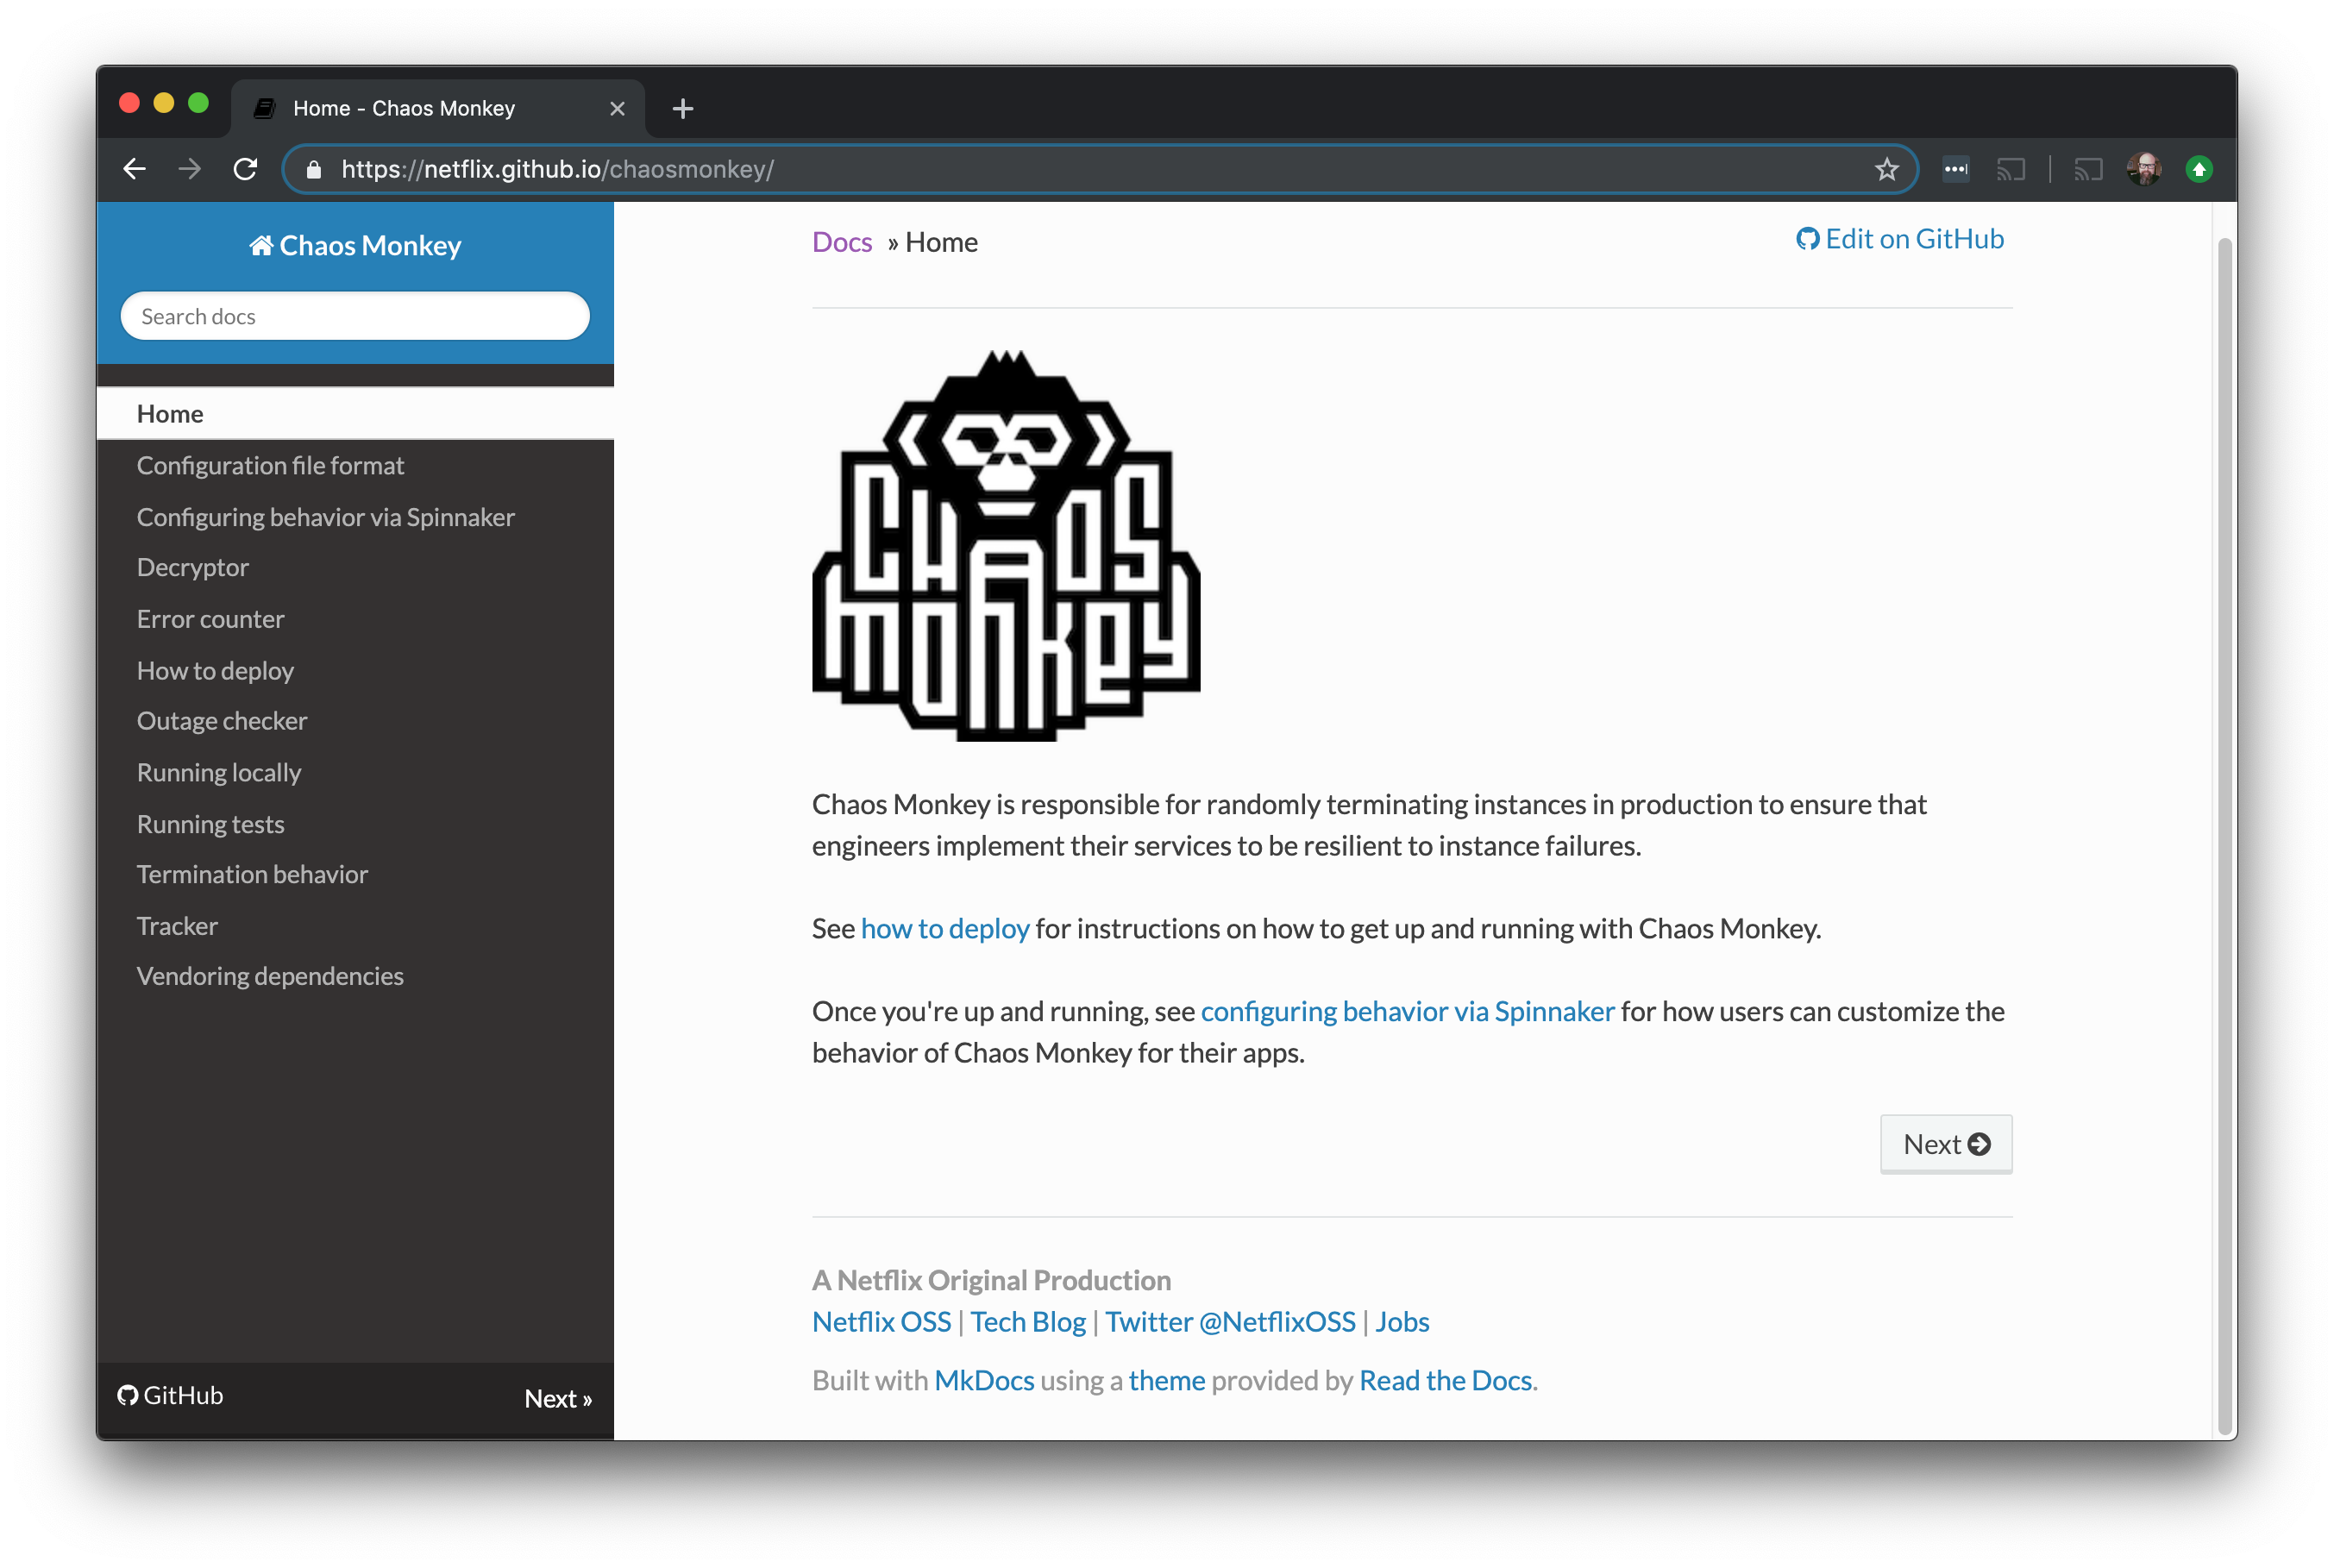 Home - Chaos Monkey
https://netflix.github.io/chaosmonkey/
Chaos Monkey
Search docs
Home
Configuration file format
Configuring behavior via Spinnaker
Decryptor
Error counter
How to deploy
Outage checker
Running locally
Running tests
Termination behavior
Tracker
Vendoring dependencies
GitHub
Next »
Docs » Home
Edit on GitHub
CHAOS
monkey
Chaos Monkey is responsible for randomly terminating instances in production to ensure that
engineers implement their services to be resilient to instance failures.
See how to deploy for instructions on how to get up and running with Chaos Monkey.
Once you're up and running, see configuring behavior via Spinnaker for how users can customize the
behavior of Chaos Monkey for their apps.
Next
A Netflix Original Production
Netflix OSS | Tech Blog | Twitter @NetflixOSS | Jobs
Built with MkDocs using a theme provided by Read the Docs.